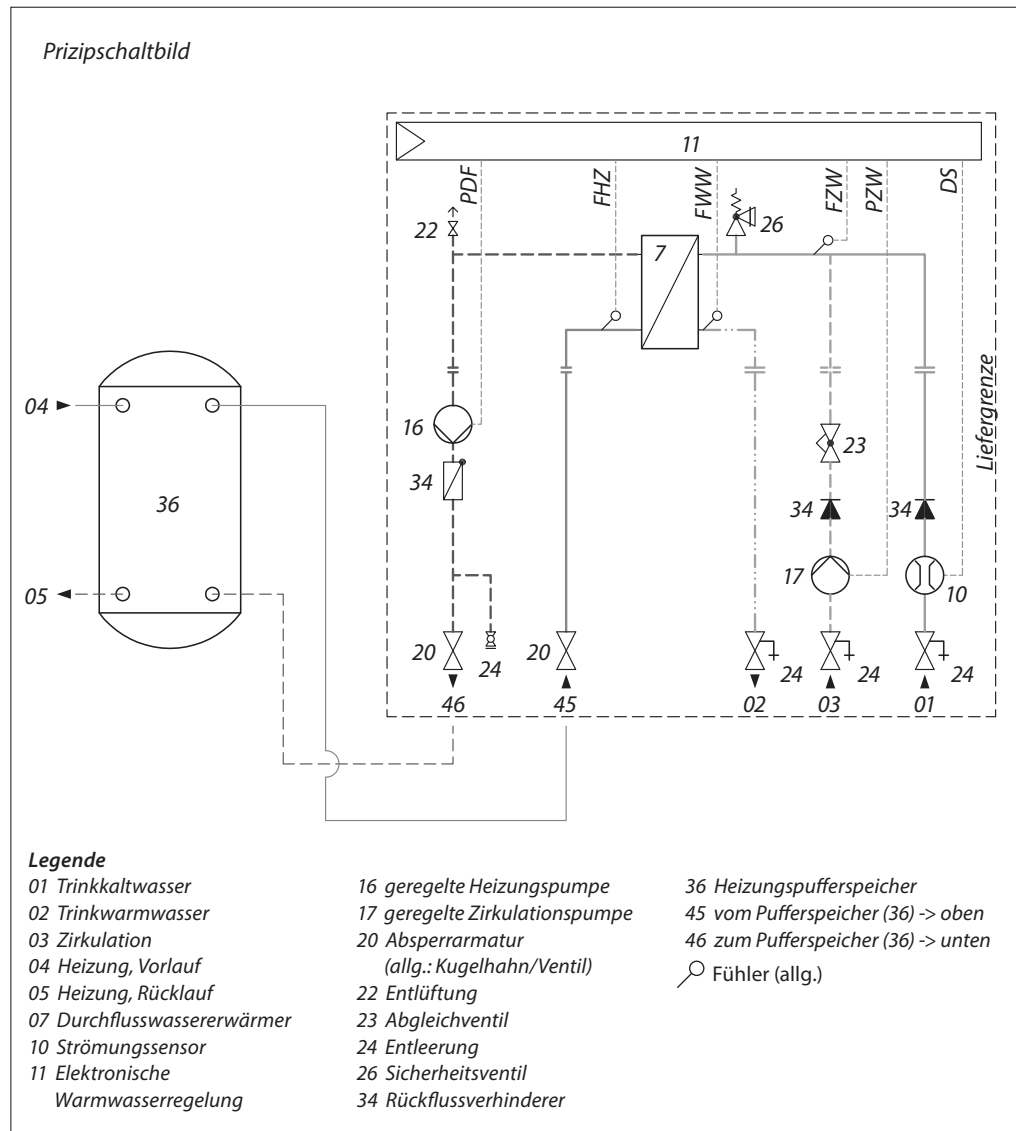 Prizipschaltbild
11
PDF
FHZ
FWW
FZW
PZW
DS
22
7
26
Liefergrenze
04
16
23
34
36
34
34
17
10
05
20
24
20
24
24
24
46
45
02
03
01
Legende
01 Trinkkaltwasser
02 Trinkwarmwasser
03 Zirkulation
04 Heizung, Vorlauf
05 Heizung, Rücklauf
07 Durchflusswassererwärmer
10 Strömungssensor
11 Elektronische
Warmwasserregelung
16 geregelte Heizungspumpe
17 geregelte Zirkulationspumpe
20 Absperrarmatur
(allg.: Kugelhahn/Ventil)
22 Entlüftung
23 Abgleichventil
24 Entleerung
26 Sicherheitsventil
34 Rückflussverhinderer
36 Heizungspufferspeicher
45 vom Pufferspeicher (36) -> oben
46 zum Pufferspeicher (36) -> unten
Fühler (allg.)